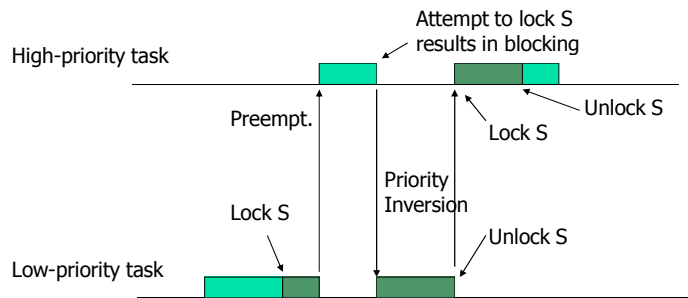 Attempt to lock S
results in blocking
High-priority task
Unlock S
Preempt.
Lock S
Priority
Inversion
Lock S
Unlock S
Low-priority task